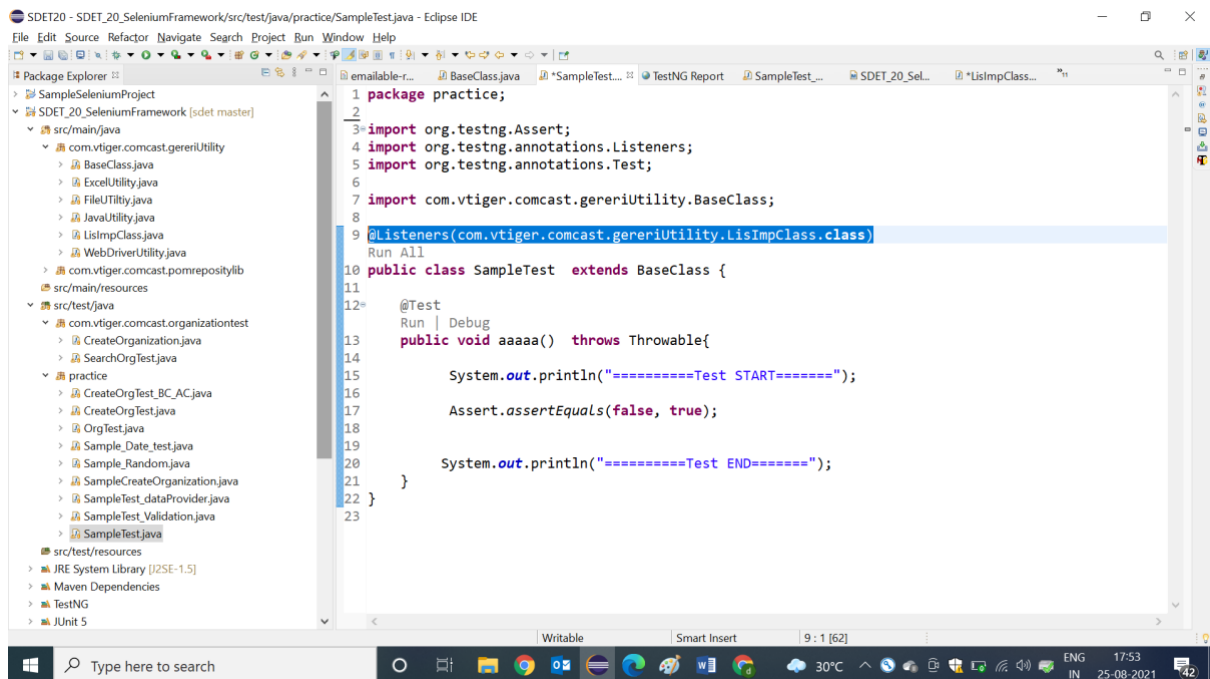 SDET20 - SDET_20_SeleniumFramework/src/test/java/practice/SampleTest.java - Eclipse IDE
File Edit Source Refactor Navigate Search Project Run Window Help
Package Explorer
emailable-r... BaseClass.java *SampleTest.... TestNG Report SampleTest_... SDET_20_Sel... *LisImpClass... »11
SampleSeleniumProject
SDET_20_SeleniumFramework [sdet master]
src/main/java
com.vtiger.comcast.gereriUtility
BaseClass.java
ExcelUtility.java
FileUTiltiy.java
JavaUtility.java
LisImpClass.java
WebDriverUtility.java
com.vtiger.comcast.pomrepositylib
src/main/resources
src/test/java
com.vtiger.comcast.organizationtest
CreateOrganization.java
SearchOrgTest.java
practice
CreateOrgTest_BC_AC.java
CreateOrgTest.java
OrgTest.java
Sample_Date_test.java
Sample_Random.java
SampleCreateOrganization.java
SampleTest_dataProvider.java
SampleTest_Validation.java
SampleTest.java
src/test/resources
JRE System Library [J2SE-1.5]
Maven Dependencies
TestNG
JUnit 5
1 package practice;
2
3 import org.testng.Assert;
4 import org.testng.annotations.Listeners;
5 import org.testng.annotations.Test;
6
7 import com.vtiger.comcast.gereriUtility.BaseClass;
8
9 @Listeners(com.vtiger.comcast.gereriUtility.LisImpClass.class)
Run All
10 public class SampleTest  extends BaseClass {
11
12 @Test
Run | Debug
13 public void aaaaa()  throws Throwable{
14
15 System.out.println("==========Test START=======");
16
17 Assert.assertEquals(false, true);
18
19
20 System.out.println("==========Test END=======");
21 }
22 }
23
Writable Smart Insert 9 : 1 [62]
Type here to search 30°C ENG 17:53
IN 25-08-2021 42